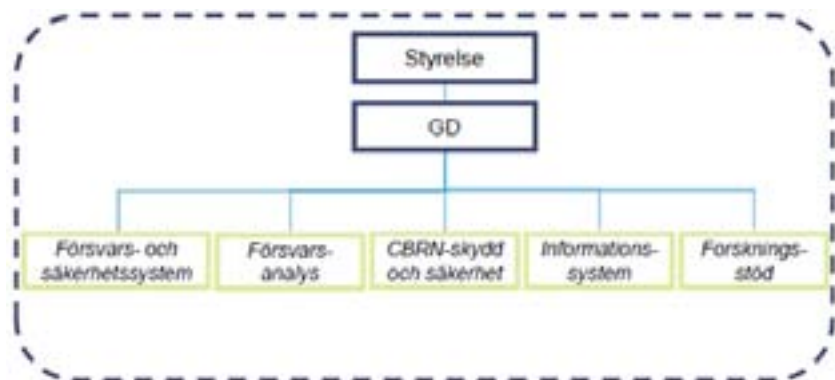 Styrelse
GD
Försvars- och
säkerhetssystem
Försvars-
analys
CBRN-skydd
och säkerhet
Informations-
system
Forsknings-
stöd